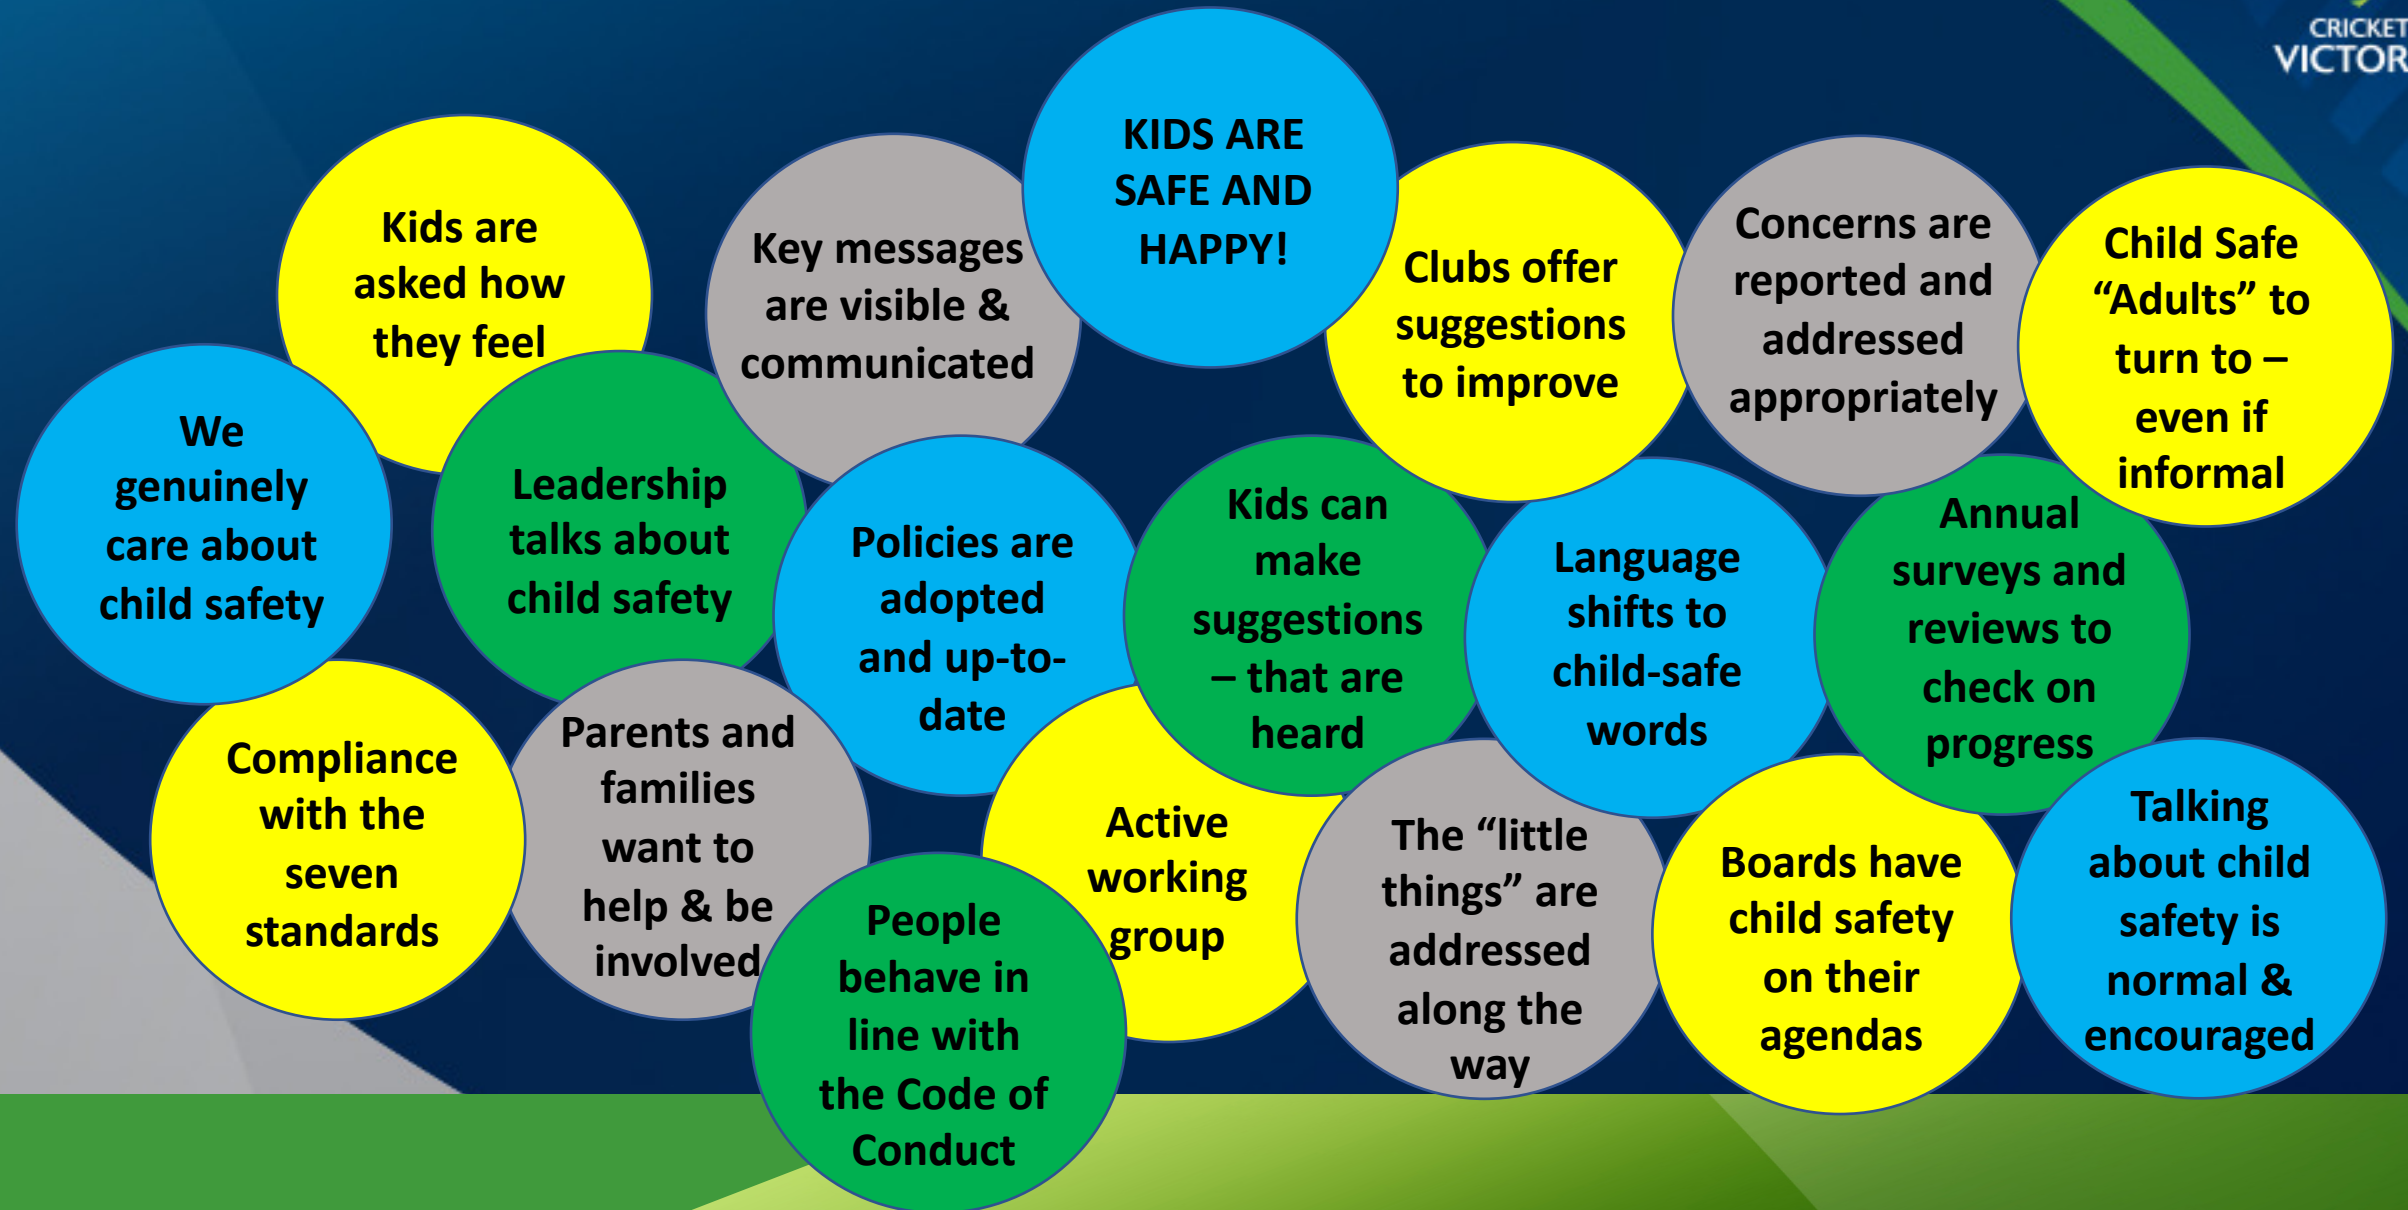 CRICKET
VICTOR
KIDS ARE
SAFE AND
HAPPY!
Kids are
asked how
they feel
Key messages
are visible &
communicated
Clubs offer
suggestions
to improve
Concerns are
reported and
addressed
appropriately
Child Safe
“Adults” to
turn to –
even if
informal
We
genuinely
care about
child safety
Leadership
talks about
child safety
Policies are
adopted
and up-to-
date
Kids can
make
suggestions
– that are
heard
Language
shifts to
child-safe
words
Annual
surveys and
reviews to
check on
progress
Compliance
with the
seven
standards
Parents and
families
want to
help & be
involved
People
behave in
line with
the Code of
Conduct
Active
working
group
The “little
things” are
addressed
along the
way
Boards have
child safety
on their
agendas
Talking
about child
safety is
normal &
encouraged